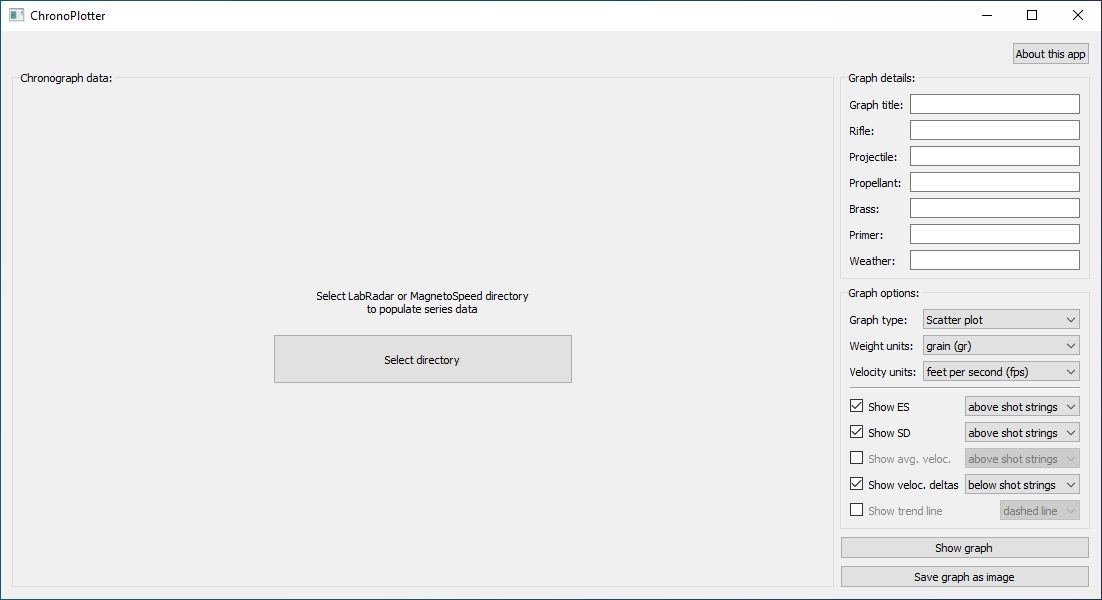 ChronoPlotter
About this app
Chronograph data:
Select LabRadar or MagnetoSpeed directory
to populate series data
Select directory
Graph details:
Graph title:
Rifle:
Projectile:
Propellant:
Brass:
Primer:
Weather:
Graph options:
Graph type: Scatter plot
Weight units: grain (gr)
Velocity units: feet per second (fps)
Show ES above shot strings
Show SD above shot strings
Show avg. veloc. above shot strings
Show veloc. deltas below shot strings
Show trend line dashed line
Show graph
Save graph as image